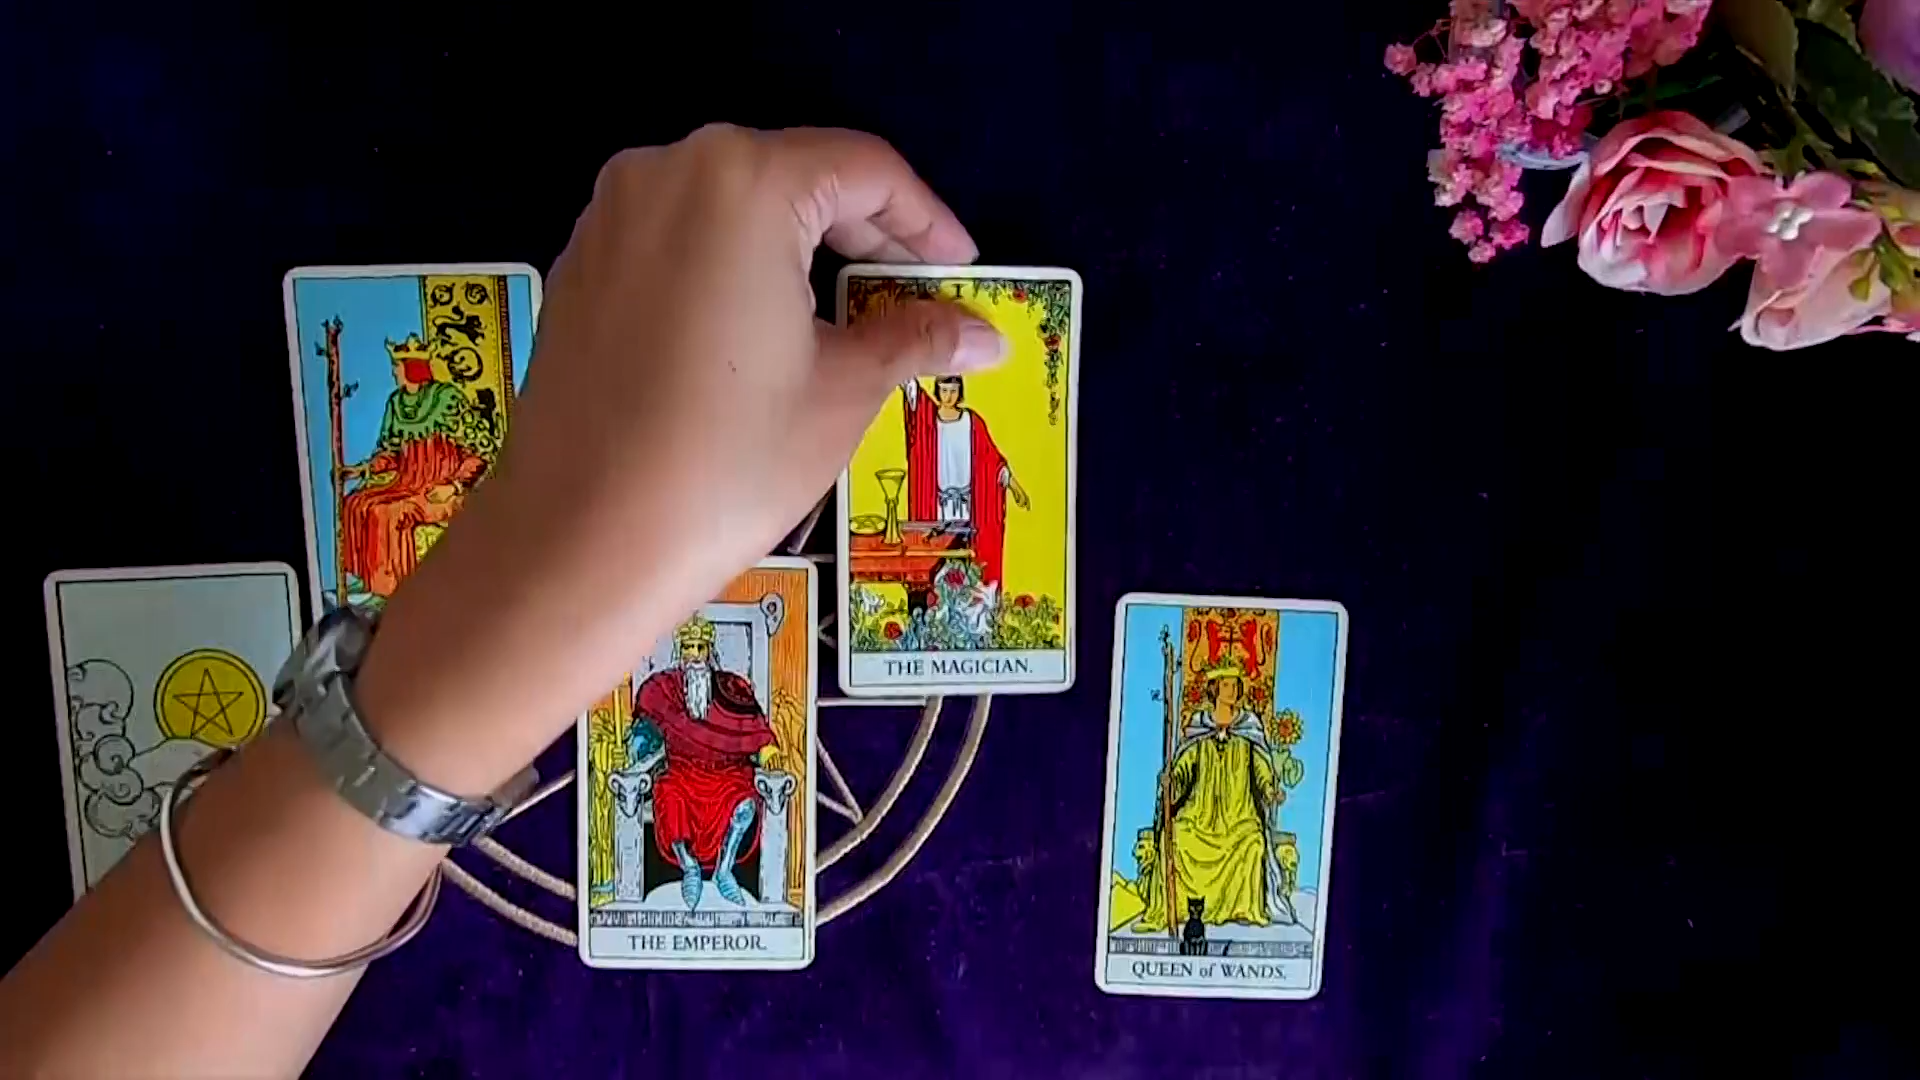 I
THE MAGICIAN.
THE EMPEROR.
QUEEN of WANDS.